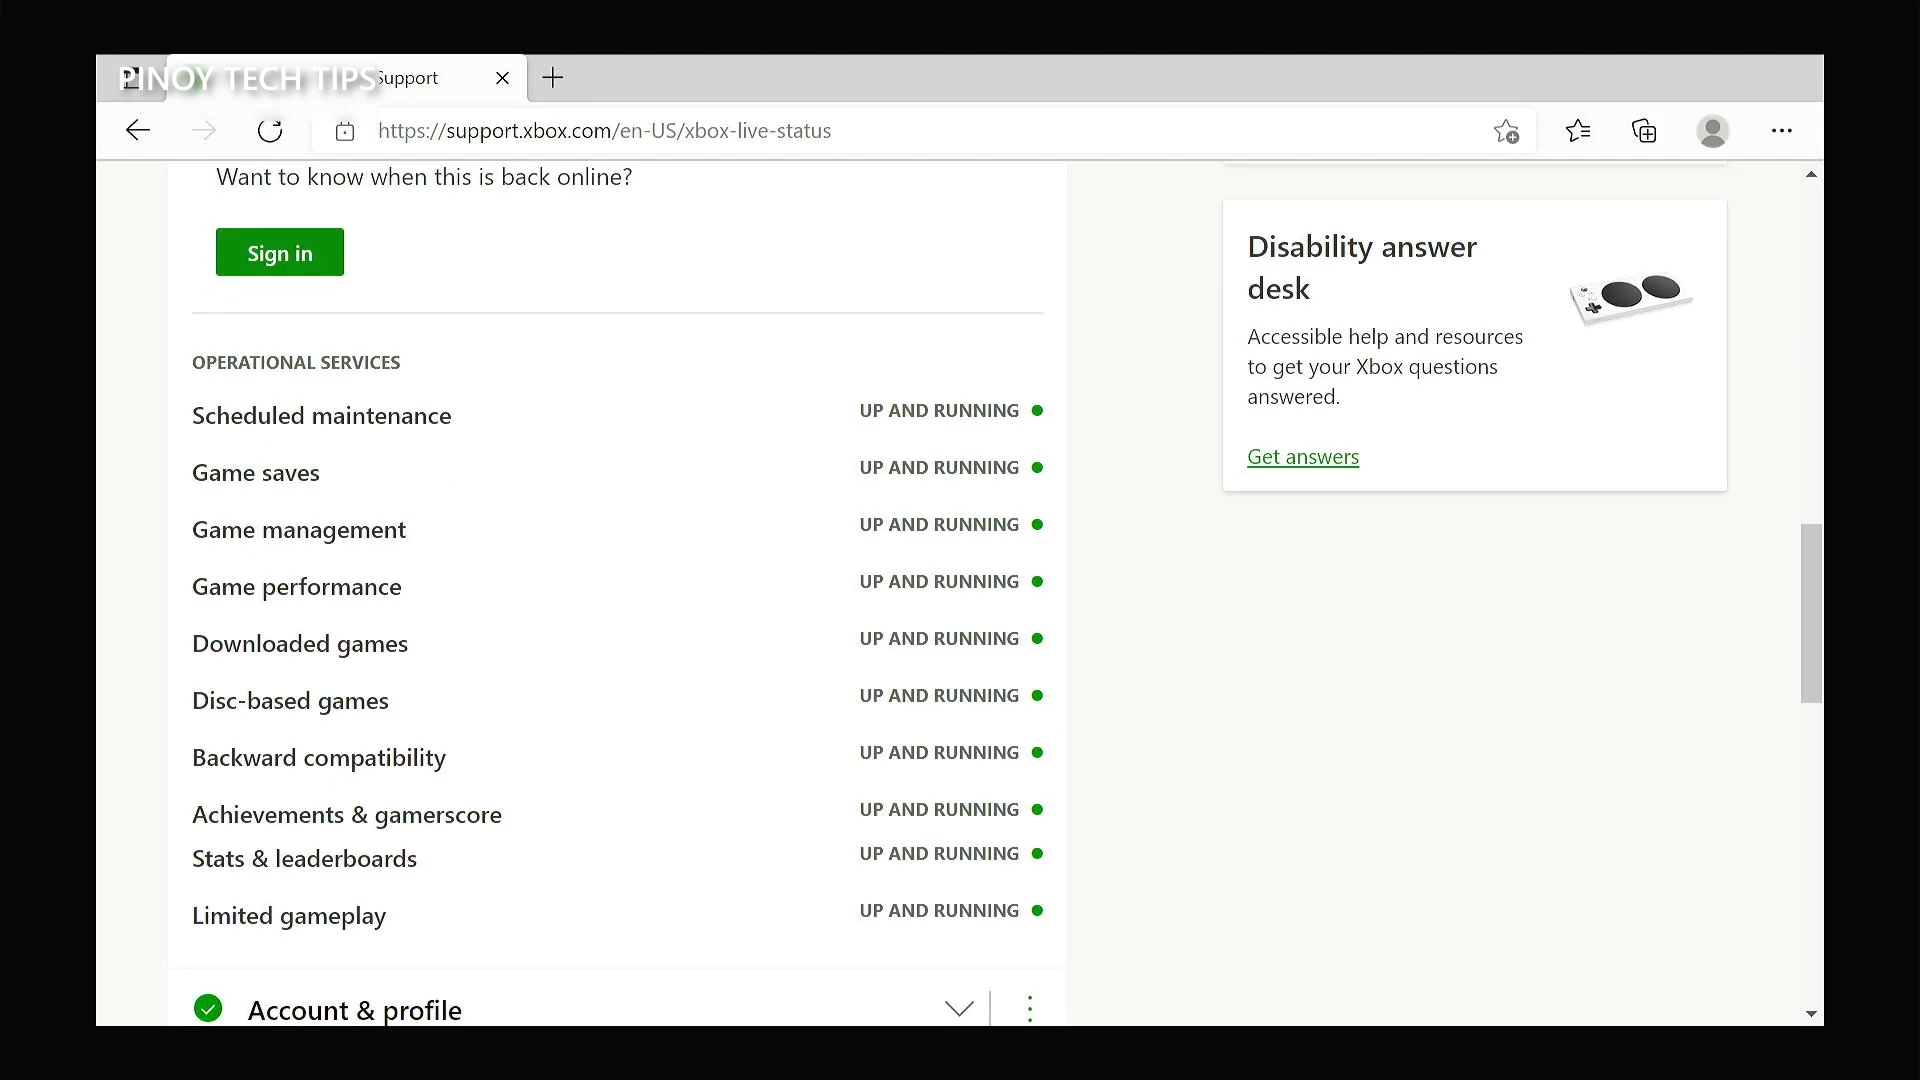 PINOY TECH TIPS
Support
https://support.xbox.com/en-US/xbox-live-status
Want to know when this is back online?
Sign in
OPERATIONAL SERVICES
Scheduled maintenance UP AND RUNNING
Game saves UP AND RUNNING
Game management UP AND RUNNING
Game performance UP AND RUNNING
Downloaded games UP AND RUNNING
Disc-based games UP AND RUNNING
Backward compatibility UP AND RUNNING
Achievements & gamerscore UP AND RUNNING
Stats & leaderboards UP AND RUNNING
Limited gameplay UP AND RUNNING
Account & profile
Disability answer
desk
Accessible help and resources
to get your Xbox questions
answered.
Get answers